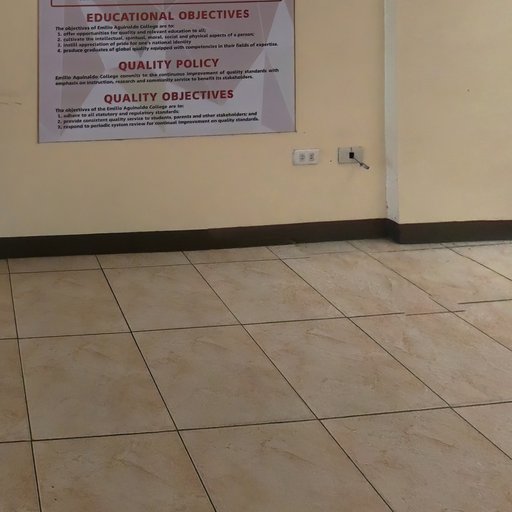 EDUCATIONAL OBJECTIVES
The objectives of Emilio Aguinaldo College are to:
1. offer opportunities for quality and relevant education to all;
2. cultivate the intellectual, spiritual, moral, social and physical aspects of a person;
3. instill appreciation of pride for one's national identity
4. produce graduates of global quality equipped with competencies in their fields of expertise.
QUALITY POLICY
Emilio Aguinaldo College commits to the continuous improvement of quality standards with
emphasis on instruction, research and community service to benefit its stakeholders.
QUALITY OBJECTIVES
The objectives of the Emilio Aguinaldo College are to:
1. adhere to all statutory and regulatory standards;
2. provide consistent quality service to students, parents and other stakeholders; and
3. respond to periodic system review for continual improvement on quality standards.